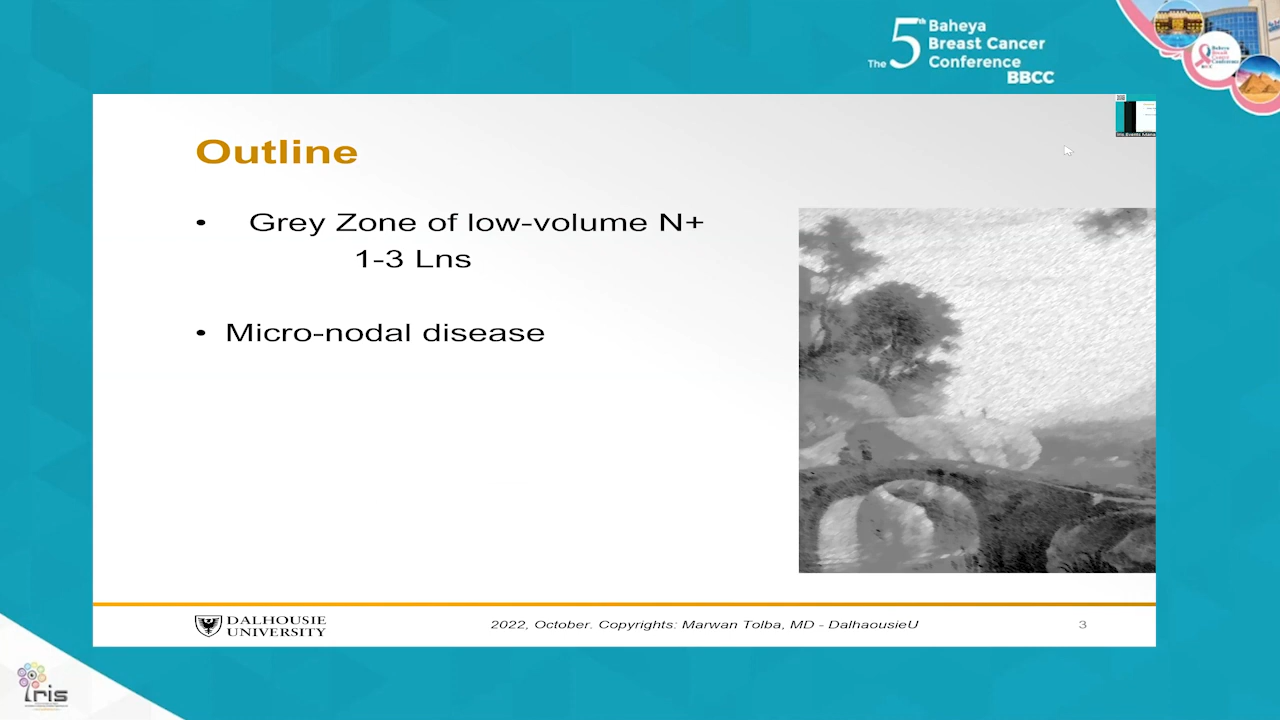 The 5th Baheya
Breast Cancer
Conference
BBCC
Outline
• Grey Zone of low-volume N+
1-3 Lns
• Micro-nodal disease
DALHOUSIE
UNIVERSITY
2022, October. Copyrights: Marwan Tolba, MD - DalhaousieU
3
Iris